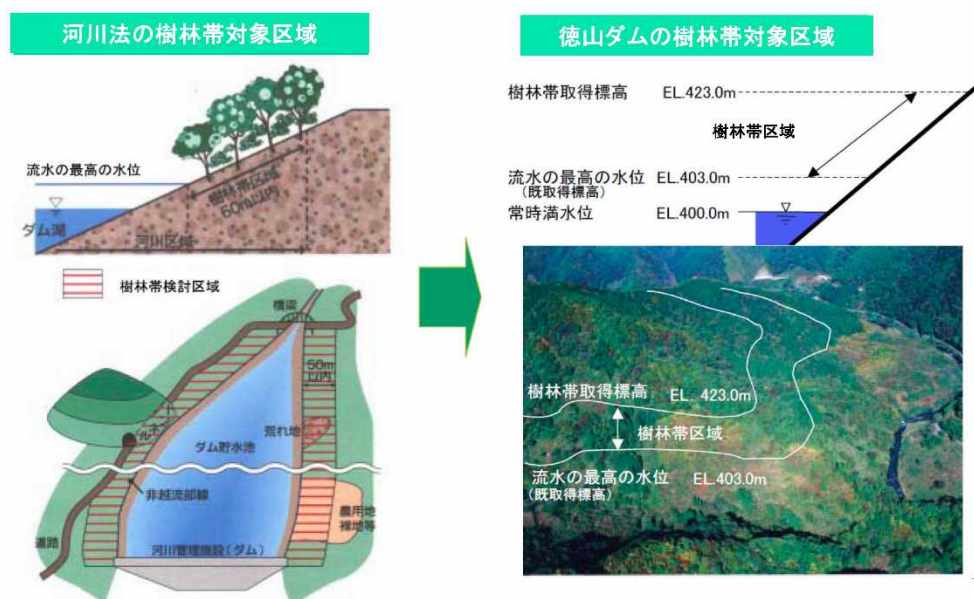 河川法の樹林帯対象区域
流水の最高の水位
樹林帯区域
50m以内
ダム湖
河川区域
樹林帯検討区域
橋梁
50m
以内
トンネル
荒れ地
ダム貯水池
非越流部線
農用地
裸地等
道路
河川管理施設(ダム)
徳山ダムの樹林帯対象区域
樹林帯取得標高 EL.423.0m
樹林帯区域
流水の最高の水位 EL.403.0m
(既取得標高)
常時満水位 EL.400.0m
樹林帯取得標高 EL. 423.0m
樹林帯区域
流水の最高の水位 EL.403.0m
(既取得標高)